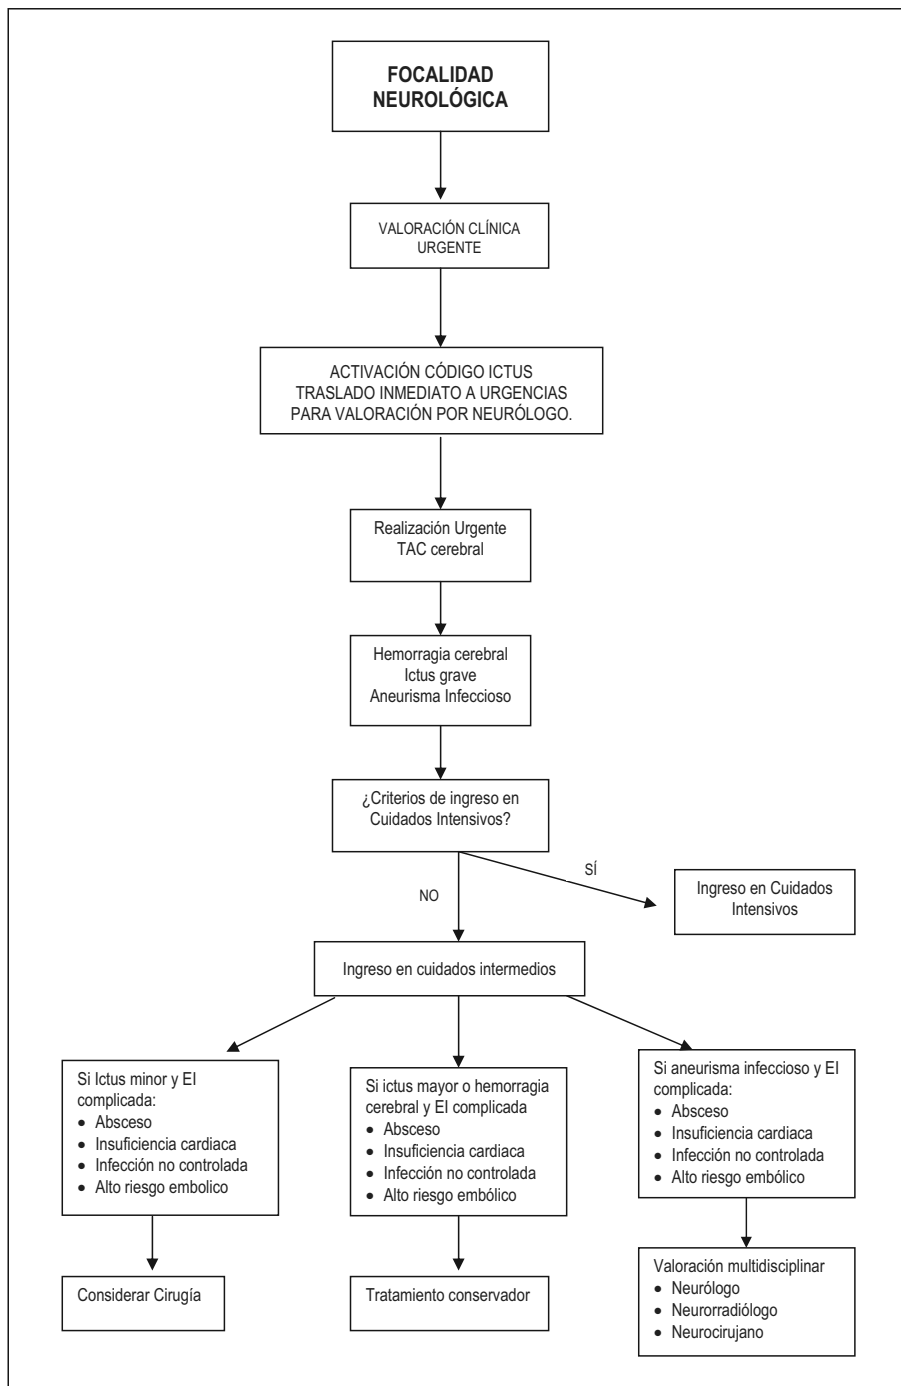 FOCALIDAD
NEUROLÓGICA
VALORACIÓN CLÍNICA
URGENTE
ACTIVACIÓN CÓDIGO ICTUS
TRASLADO INMEDIATO A URGENCIAS
PARA VALORACIÓN POR NEURÓLOGO.
Realización Urgente
TAC cerebral
Hemorragia cerebral
Ictus grave
Aneurisma Infeccioso
¿Criterios de ingreso en
Cuidados Intensivos?
SÍ
NO
Ingreso en Cuidados
Intensivos
Ingreso en cuidados intermedios
Si Ictus minor y EI
complicada:
• Absceso
• Insuficiencia cardiaca
• Infección no controlada
• Alto riesgo embolico
Si ictus mayor o hemorragia
cerebral y EI complicada
• Absceso
• Insuficiencia cardiaca
• Infección no controlada
• Alto riesgo embólico
Si aneurisma infeccioso y EI
complicada:
• Absceso
• Insuficiencia cardiaca
• Infección no controlada
• Alto riesgo embólico
Considerar Cirugía
Tratamiento conservador
Valoración multidisciplinar
• Neurólogo
• Neurorradiólogo
• Neurocirujano